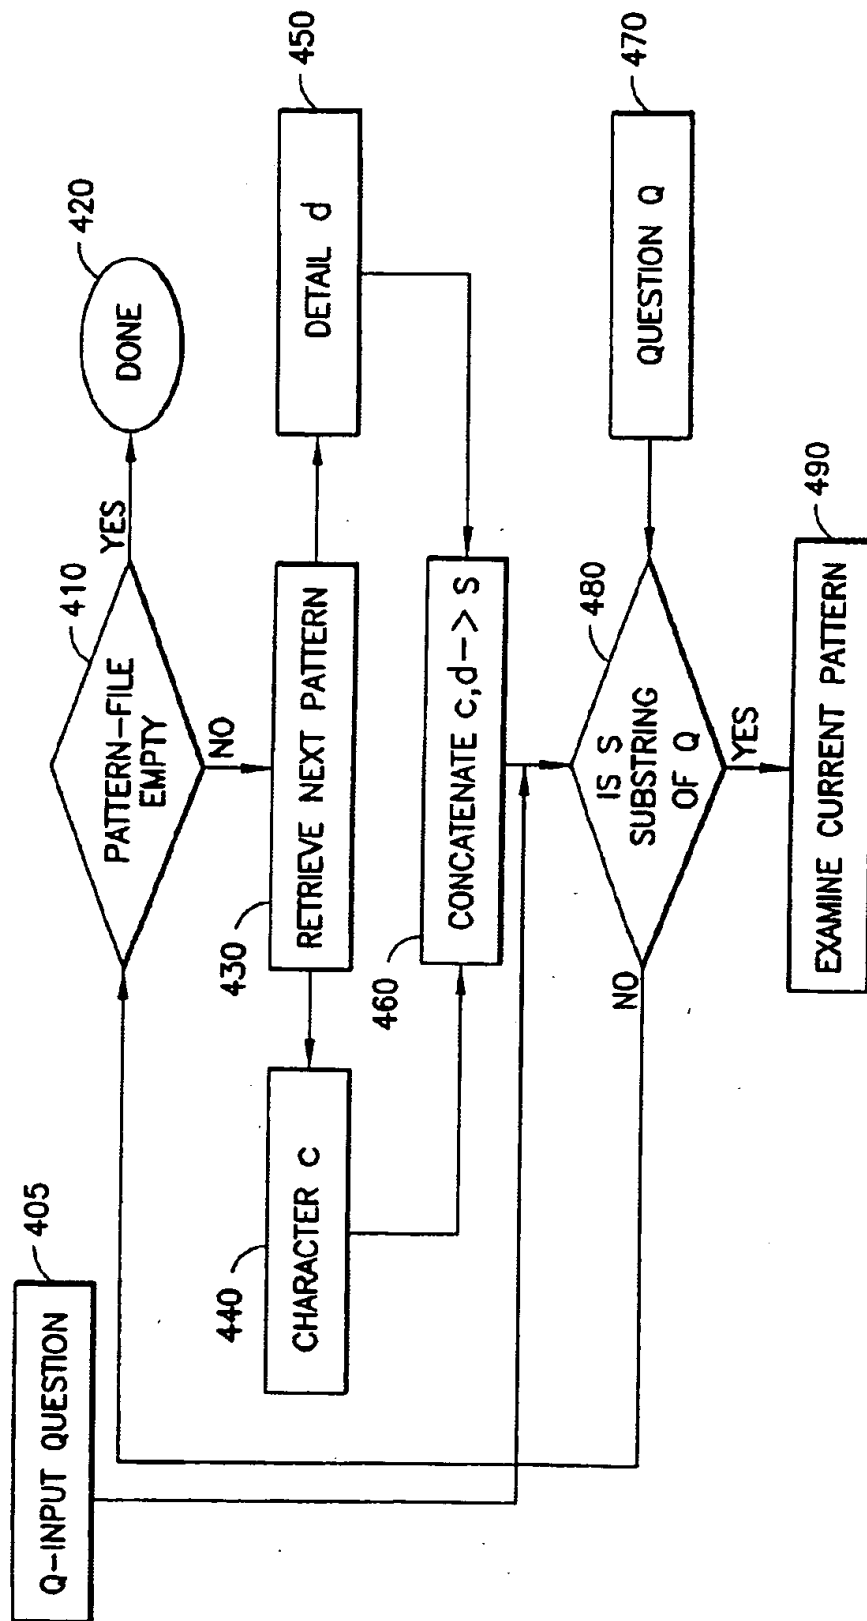 Q-INPUT QUESTION
405
PATTERN-FILE
EMPTY
410
YES
DONE
420
NO
430
RETRIEVE NEXT PATTERN
440
CHARACTER C
DETAIL d
450
460
CONCATENATE c,d-> S
IS S
SUBSTRING
OF Q
480
QUESTION Q
470
NO
YES
EXAMINE CURRENT PATTERN
490